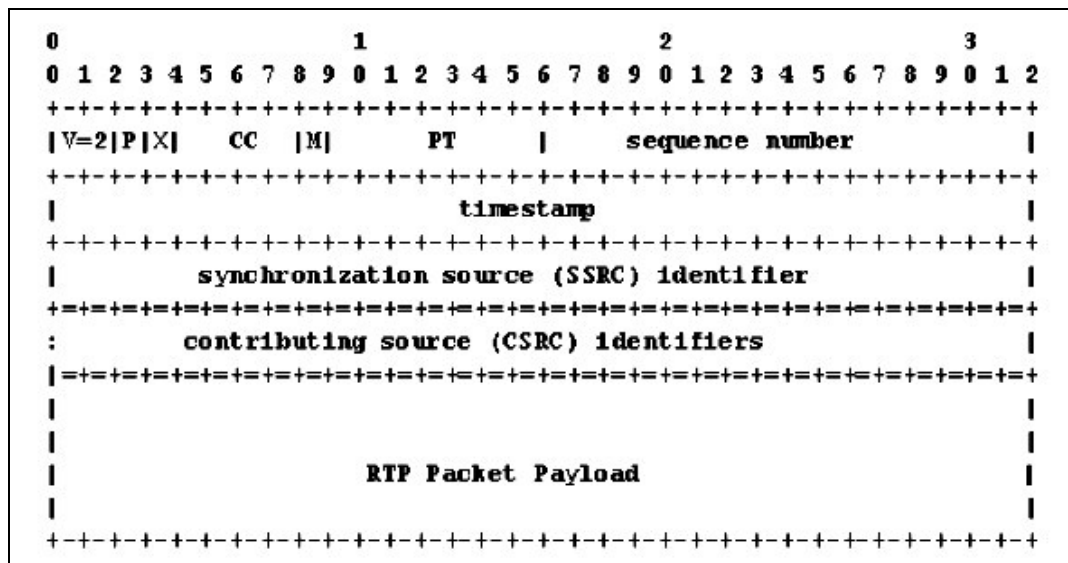 0                   1                   2                   3
0 1 2 3 4 5 6 7 8 9 0 1 2 3 4 5 6 7 8 9 0 1 2 3 4 5 6 7 8 9 0 1 2
+-+-+-+-+-+-+-+-+-+-+-+-+-+-+-+-+-+-+-+-+-+-+-+-+-+-+-+-+-+-+-+-+
|V=2|P|X|   CC  |M|      PT     |     sequence number           |
+-+-+-+-+-+-+-+-+-+-+-+-+-+-+-+-+-+-+-+-+-+-+-+-+-+-+-+-+-+-+-+-+
|                          timestamp                            |
+-+-+-+-+-+-+-+-+-+-+-+-+-+-+-+-+-+-+-+-+-+-+-+-+-+-+-+-+-+-+-+-+
|         synchronization source (SSRC) identifier              |
+=+=+=+=+=+=+=+=+=+=+=+=+=+=+=+=+=+=+=+=+=+=+=+=+=+=+=+=+=+=+=+=+
:        contributing source (CSRC) identifiers                 |
|=+=+=+=+=+=+=+=+=+=+=+=+=+=+=+=+=+=+=+=+=+=+=+=+=+=+=+=+=+=+=+=+
|                                                               |
|                                                               |
|                    RTP Packet Payload                         |
|                                                               |
+-+-+-+-+-+-+-+-+-+-+-+-+-+-+-+-+-+-+-+-+-+-+-+-+-+-+-+-+-+-+-+-+